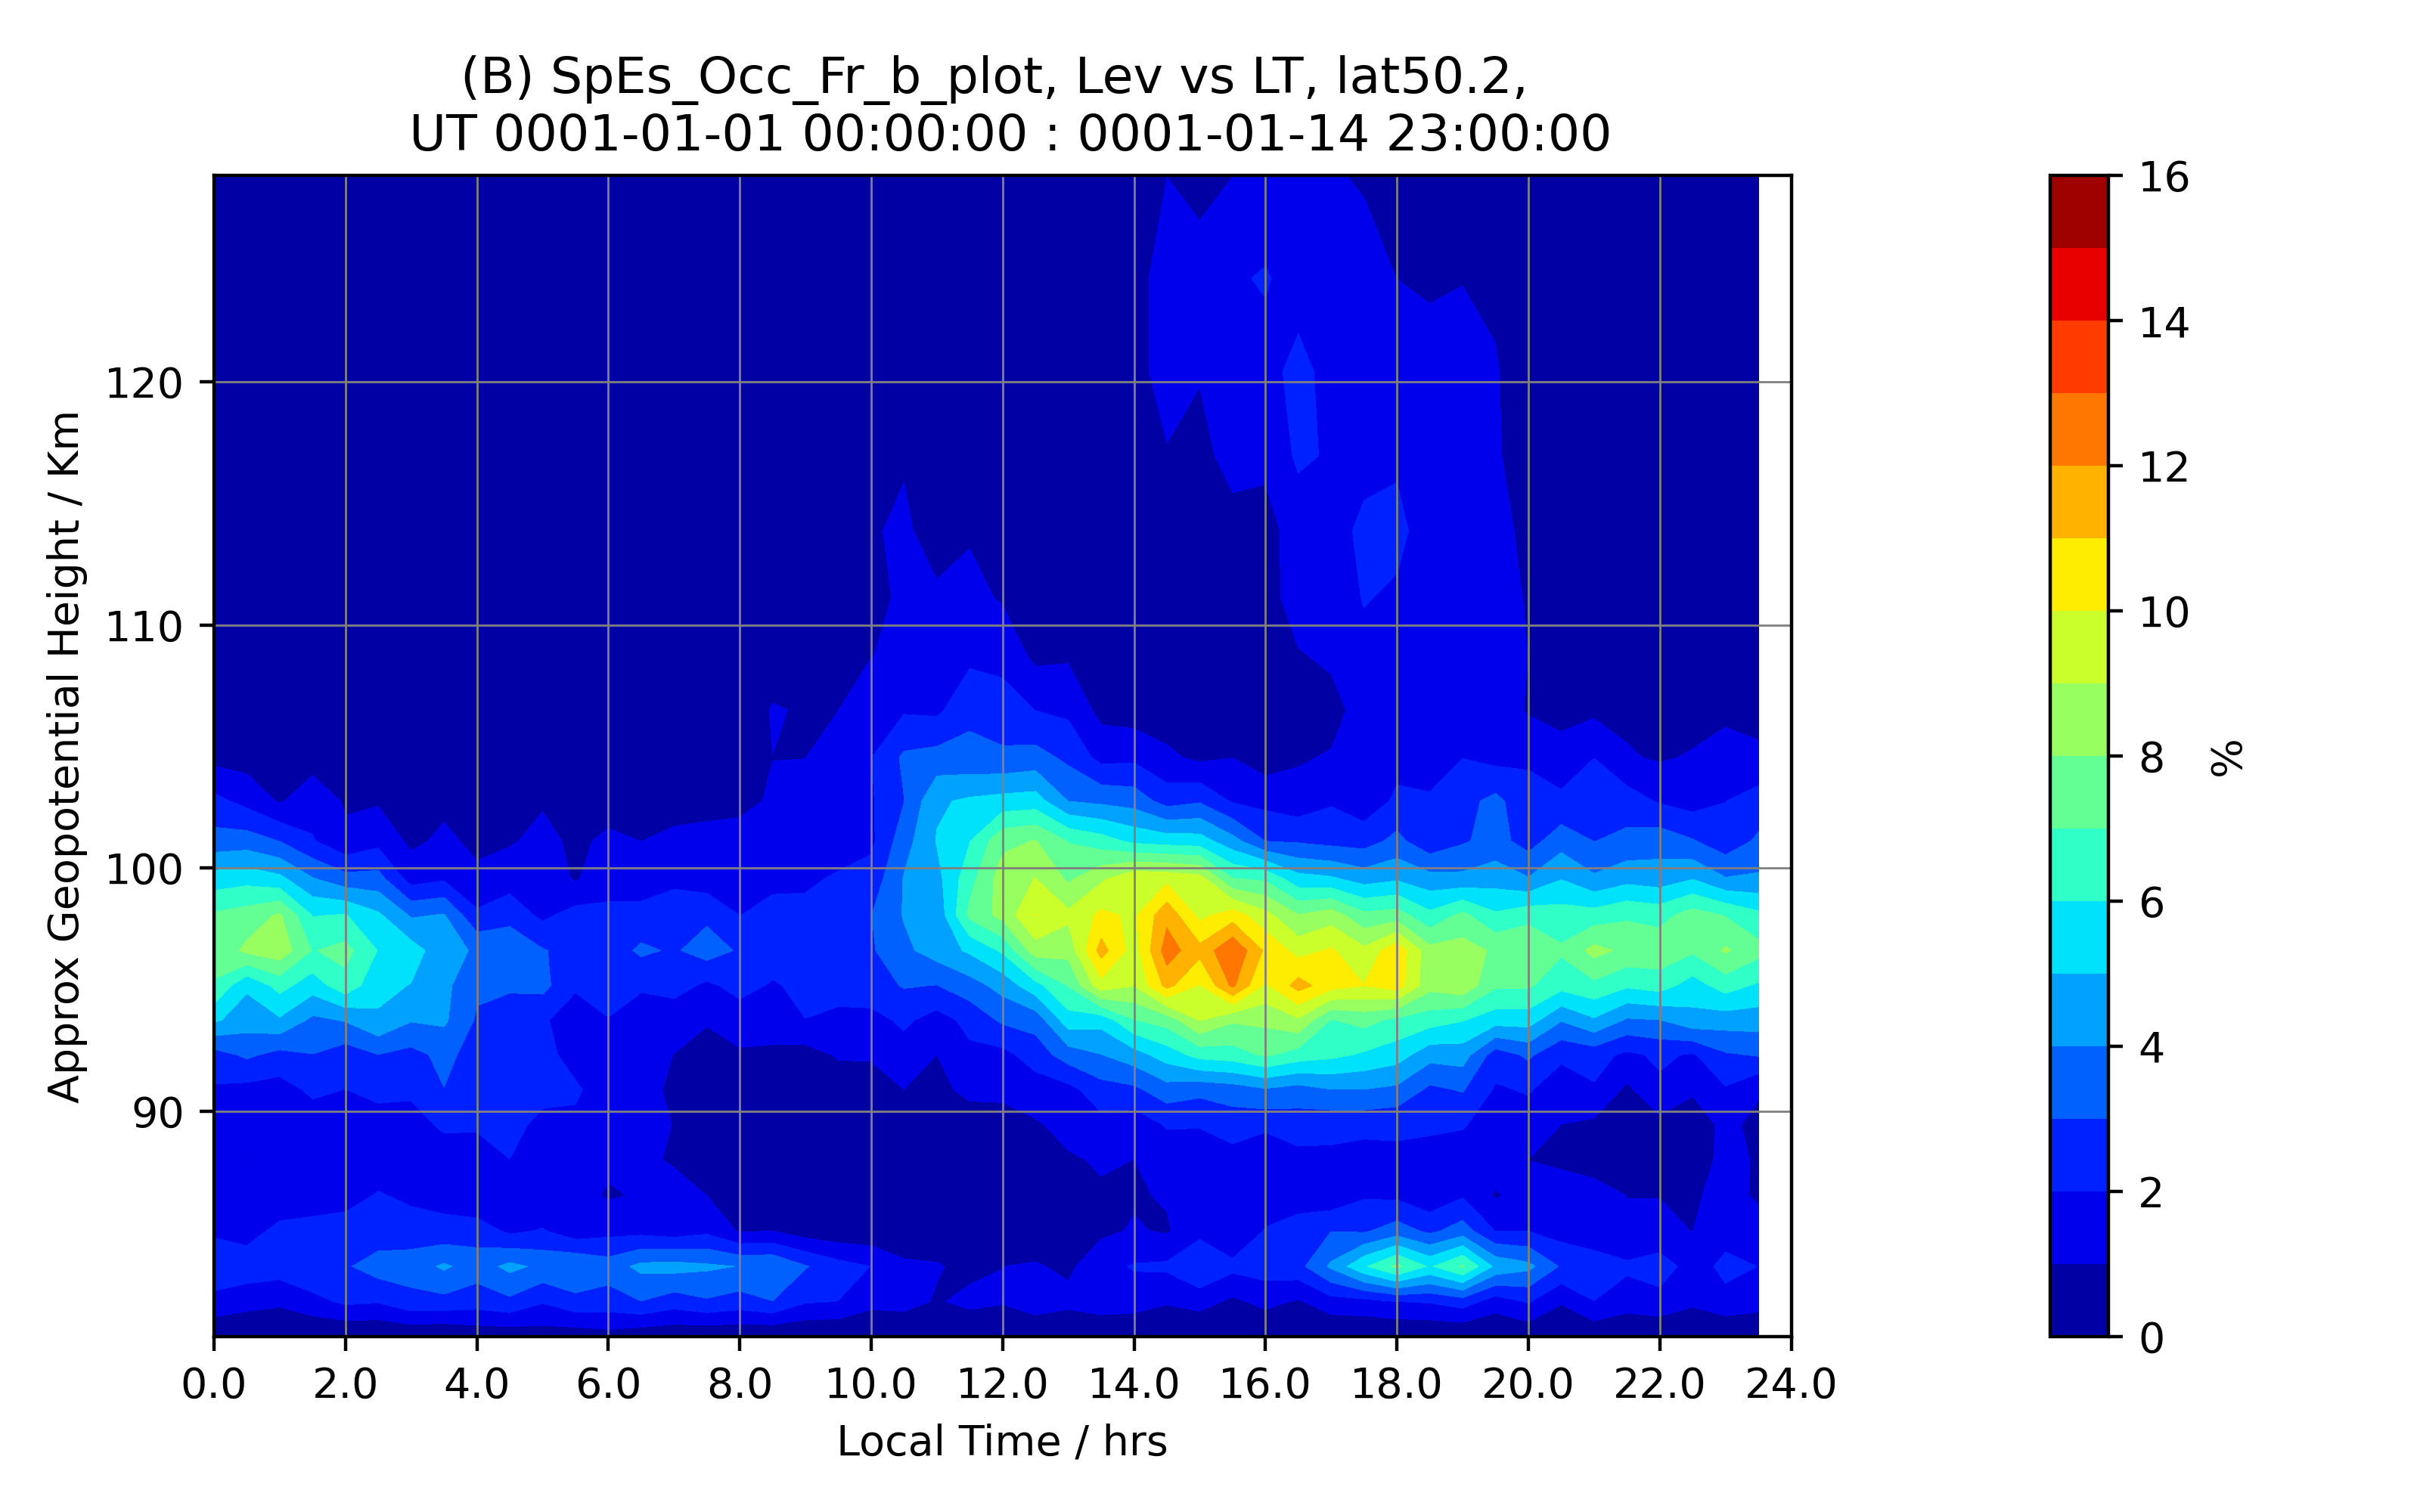 (B) SpEs_Occ_Fr_b_plot, Lev vs LT, lat50.2,
UT 0001-01-01 00:00:00 : 0001-01-14 23:00:00
Approx Geopotential Height / Km
120
110
100
90
0.0 2.0 4.0 6.0 8.0 10.0 12.0 14.0 16.0 18.0 20.0 22.0 24.0
Local Time / hrs
16
14
12
10
8
6
4
2
0
%